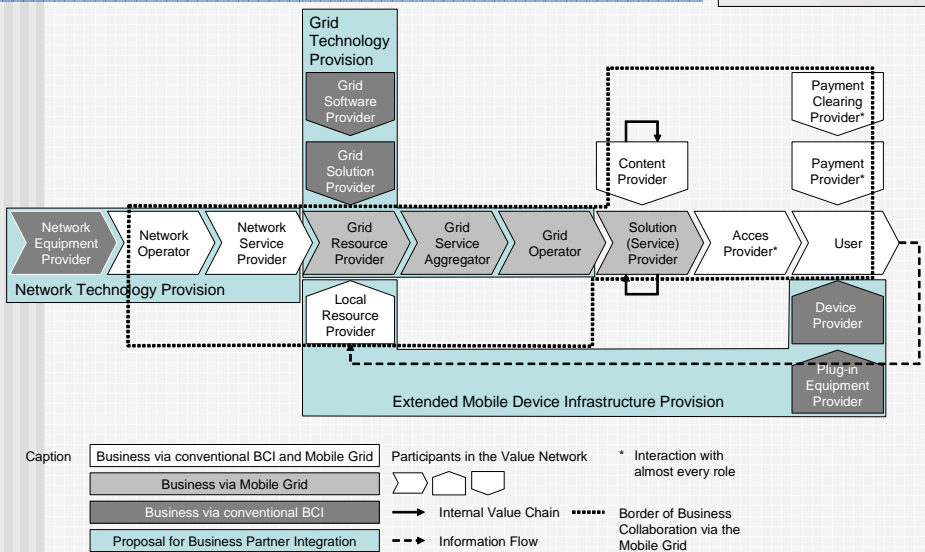 Grid
Technology
Provision
Grid
Software
Provider
Payment
Clearing
Provider*
Grid
Solution
Provider
Content
Provider
Payment
Provider*
Network
Equipment
Provider
Network
Operator
Network
Service
Provider
Grid
Resource
Provider
Grid
Service
Aggregator
Grid
Operator
Solution
(Service)
Provider
Acces
Provider*
User
Network Technology Provision
Local
Resource
Provider
Device
Provider
Plug-in
Equipment
Provider
Extended Mobile Device Infrastructure Provision
Caption
Business via conventional BCI and Mobile Grid
Business via Mobile Grid
Business via conventional BCI
Proposal for Business Partner Integration
Participants in the Value Network
Internal Value Chain
Information Flow
* Interaction with
almost every role
Border of Business
Collaboration via the
Mobile Grid